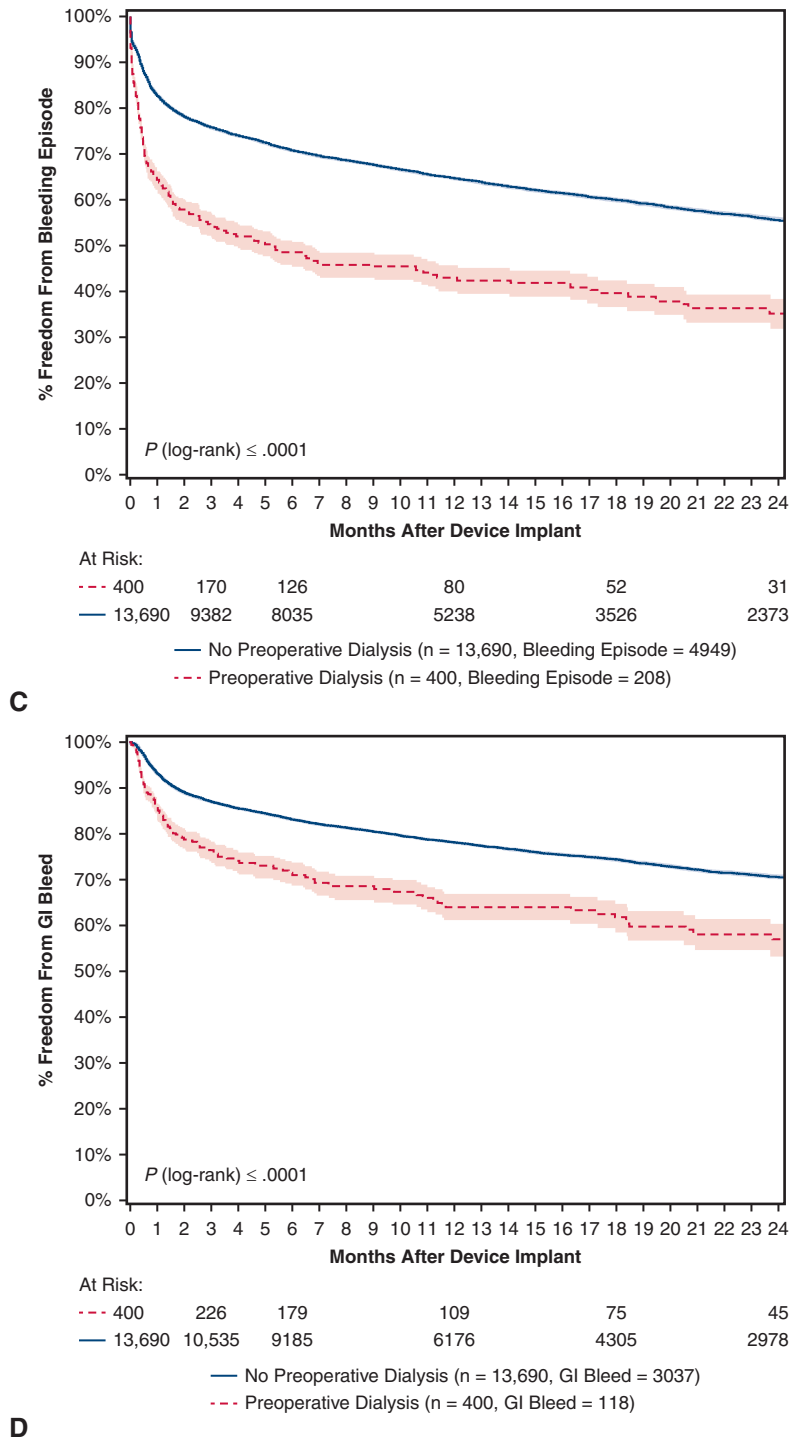 100%
90%
80%
70%
60%
50%
40%
30%
20%
10%
0%
% Freedom From Bleeding Episode
P (log-rank) ≤ .0001
0 1 2 3 4 5 6 7 8 9 10 11 12 13 14 15 16 17 18 19 20 21 22 23 24
Months After Device Implant
At Risk:
400 170 126 80 52 31
13,690 9382 8035 5238 3526 2373
No Preoperative Dialysis (n = 13,690, Bleeding Episode = 4949)
Preoperative Dialysis (n = 400, Bleeding Episode = 208)
C
100%
90%
80%
70%
60%
50%
40%
30%
20%
10%
0%
% Freedom From GI Bleed
P (log-rank) ≤ .0001
0 1 2 3 4 5 6 7 8 9 10 11 12 13 14 15 16 17 18 19 20 21 22 23 24
Months After Device Implant
At Risk:
400 226 179 109 75 45
13,690 10,535 9185 6176 4305 2978
No Preoperative Dialysis (n = 13,690, GI Bleed = 3037)
Preoperative Dialysis (n = 400, GI Bleed = 118)
D